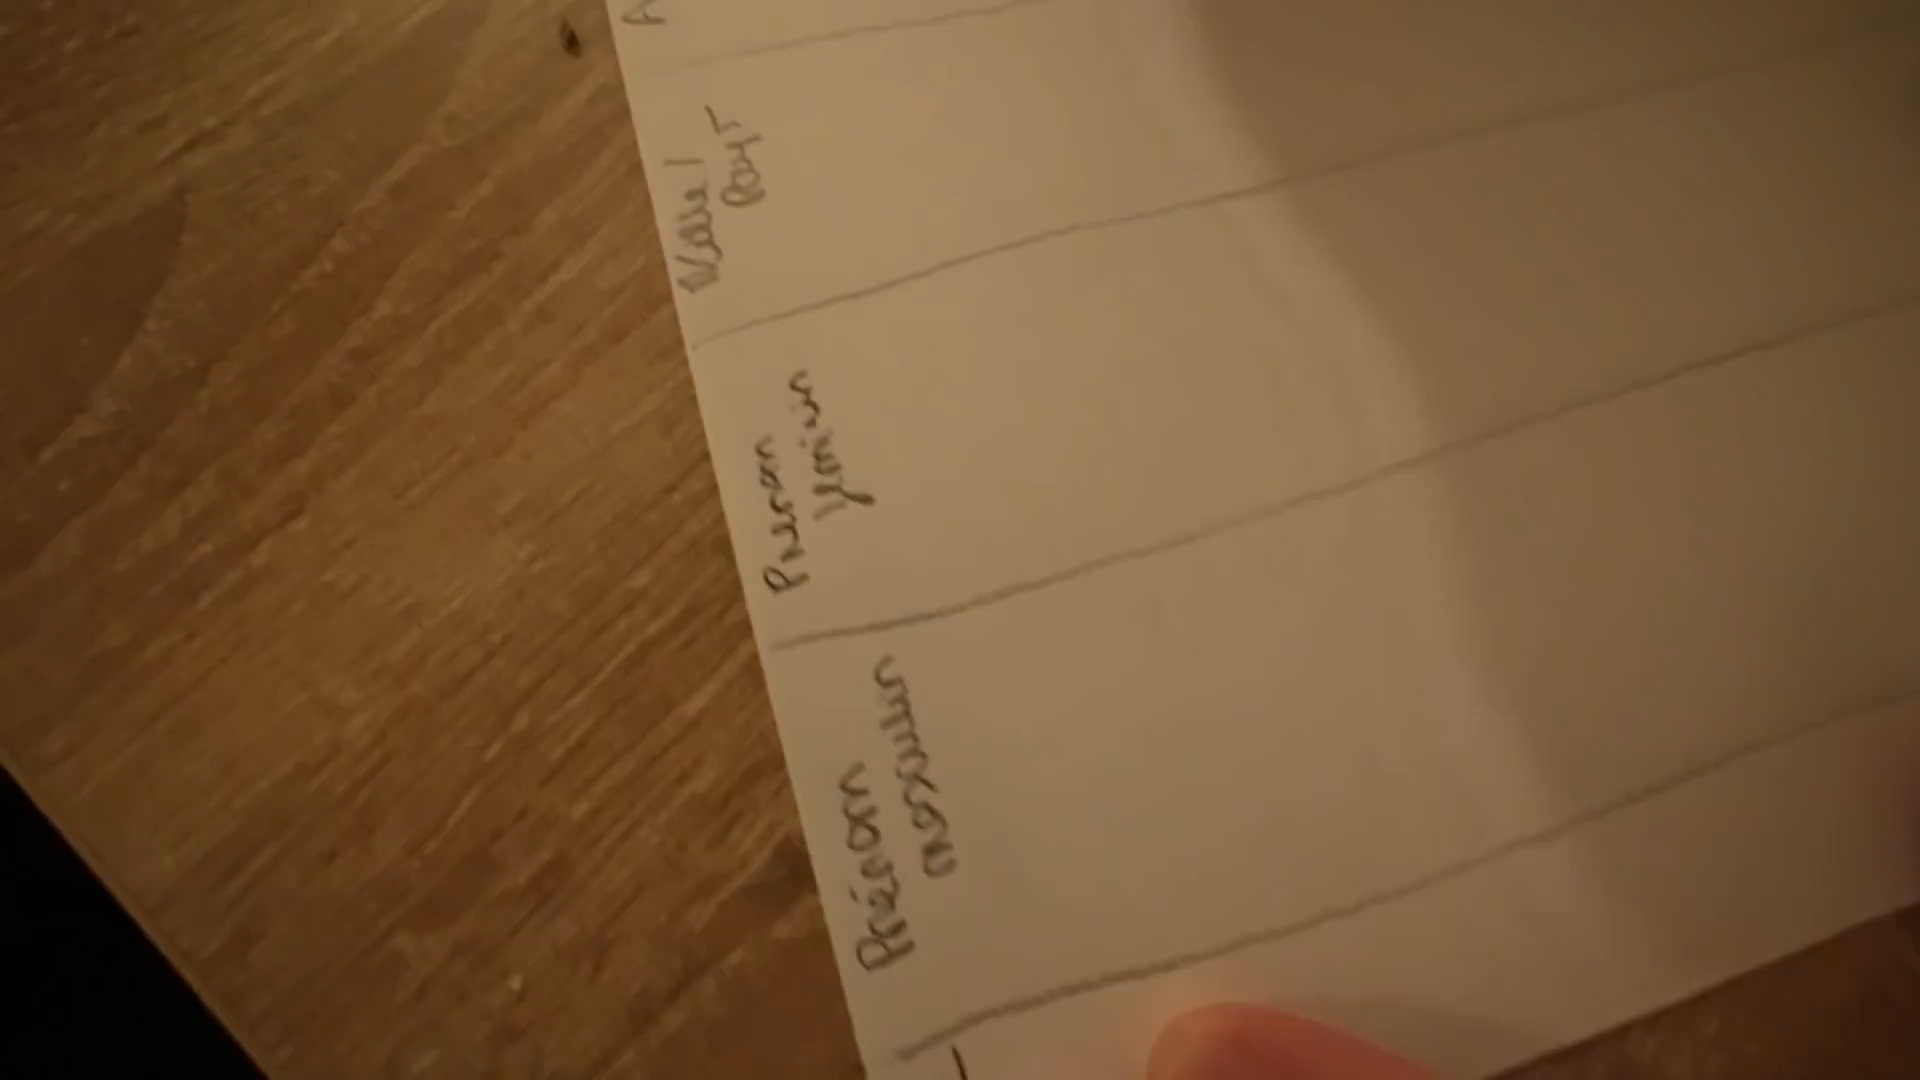 Prénom
masculin
Prénom
féminin
Ville/
Pays
A